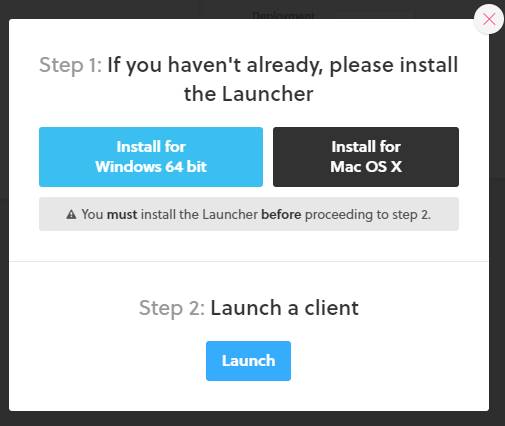 Deployment
Step 1: If you haven't already, please install
the Launcher
Install for
Windows 64 bit
Install for
Mac OS X
You must install the Launcher before proceeding to step 2.
Step 2: Launch a client
Launch